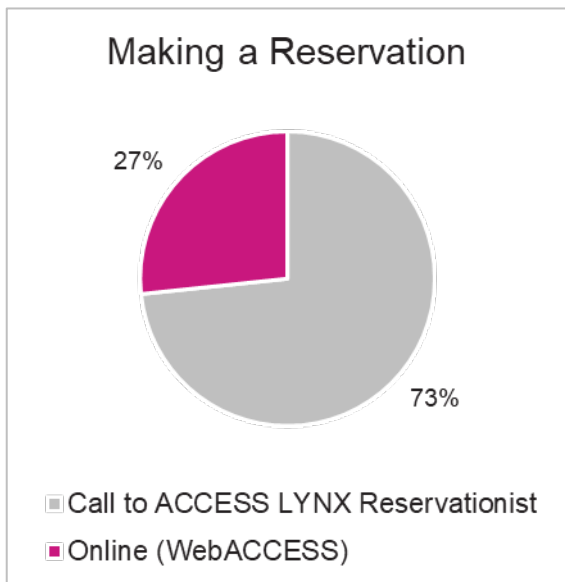 Making a Reservation
27%
73%
Call to ACCESS LYNX Reservationist
Online (WebACCESS)